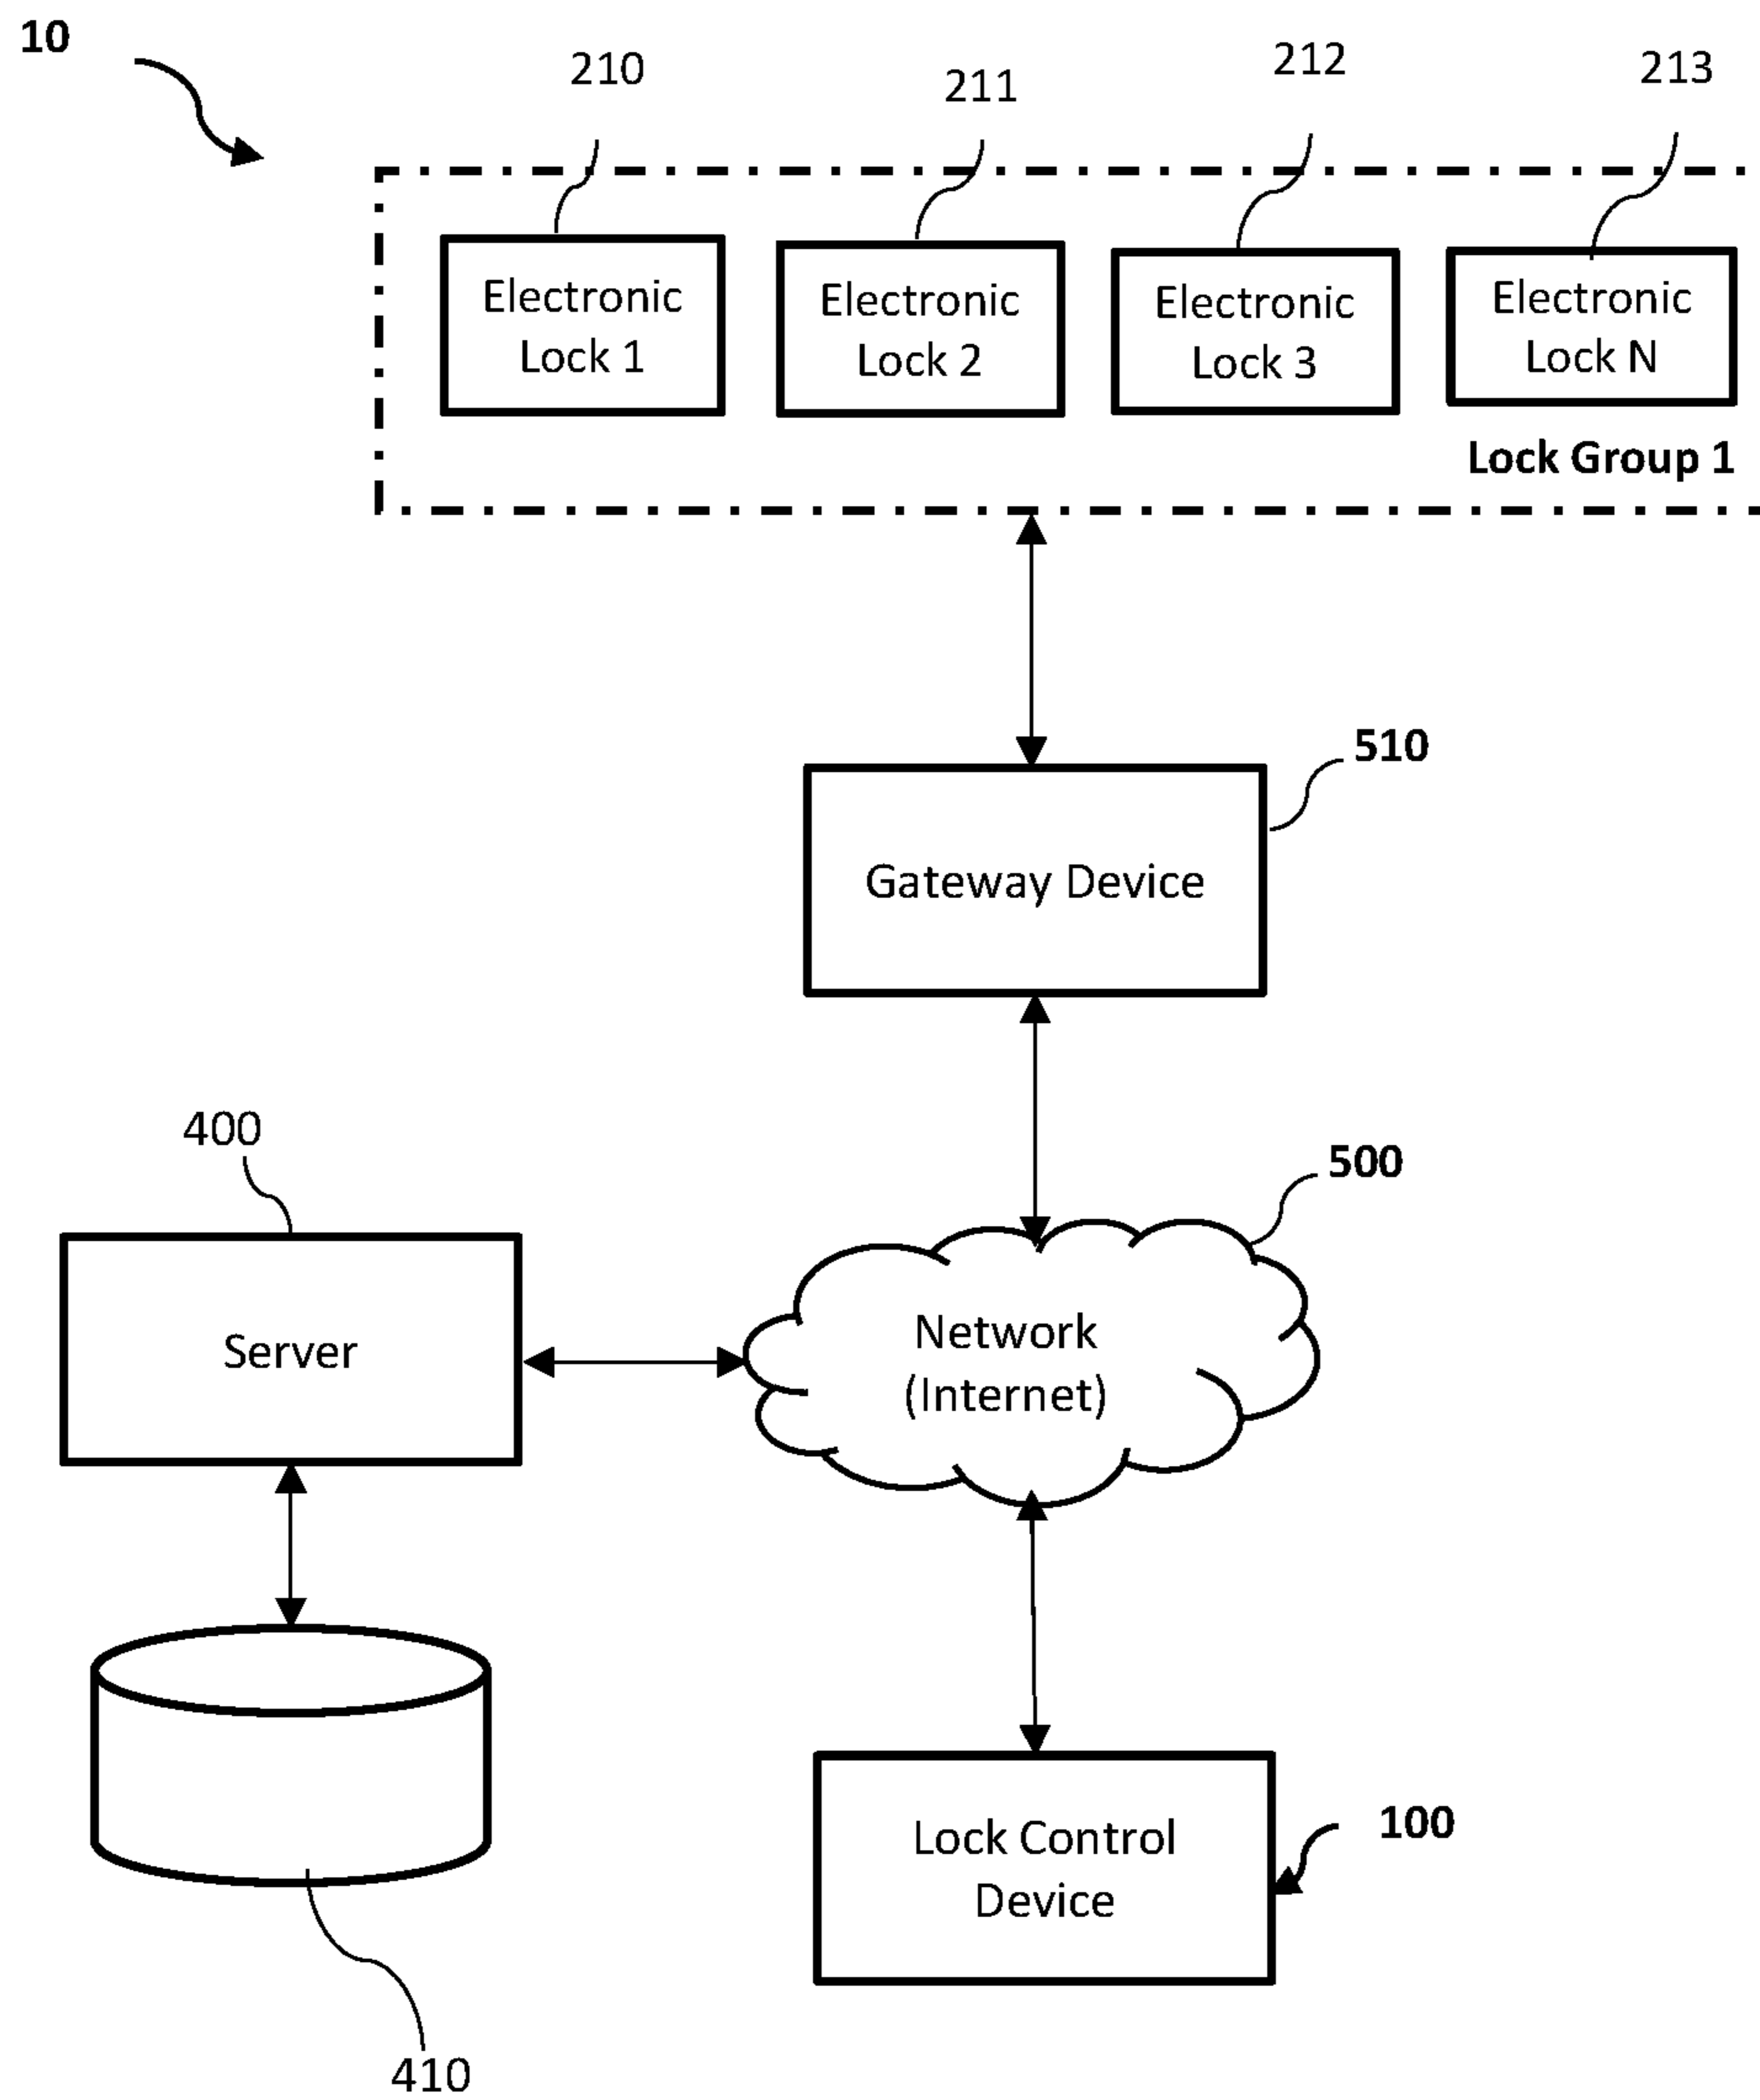 10
210
211
212
213
Electronic
Lock 1
Electronic
Lock 2
Electronic
Lock 3
Electronic
Lock N
Lock Group 1
510
Gateway Device
400
500
Server
Network
(Internet)
Lock Control
Device
100
410